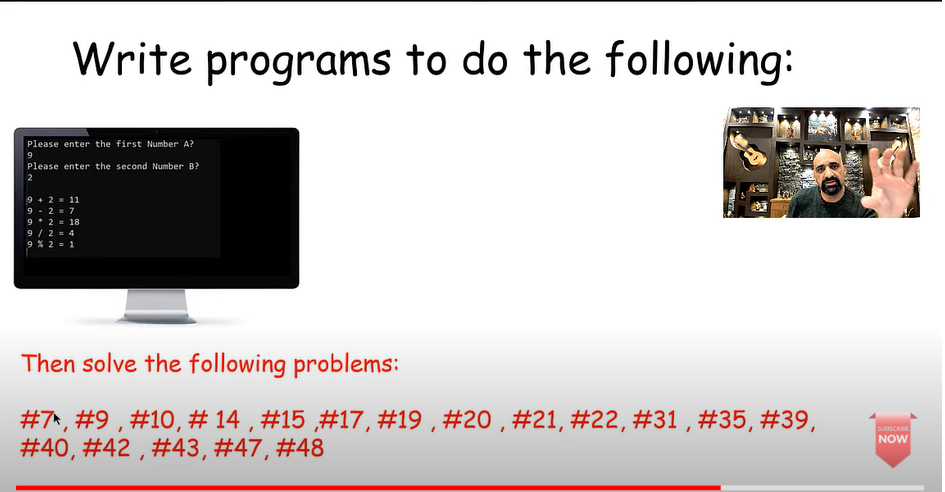 Write programs to do the following:
Please enter the first Number A?
9
Please enter the second Number B?
2
9 + 2 = 11
9 - 2 = 7
9 * 2 = 18
9 / 2 = 4
9 % 2 = 1
Then solve the following problems:
#7 , #9 , #10, # 14 , #15 ,#17, #19 , #20 , #21, #22, #31 , #35, #39,
#40, #42 , #43, #47, #48
SUBSCRIBE
NOW